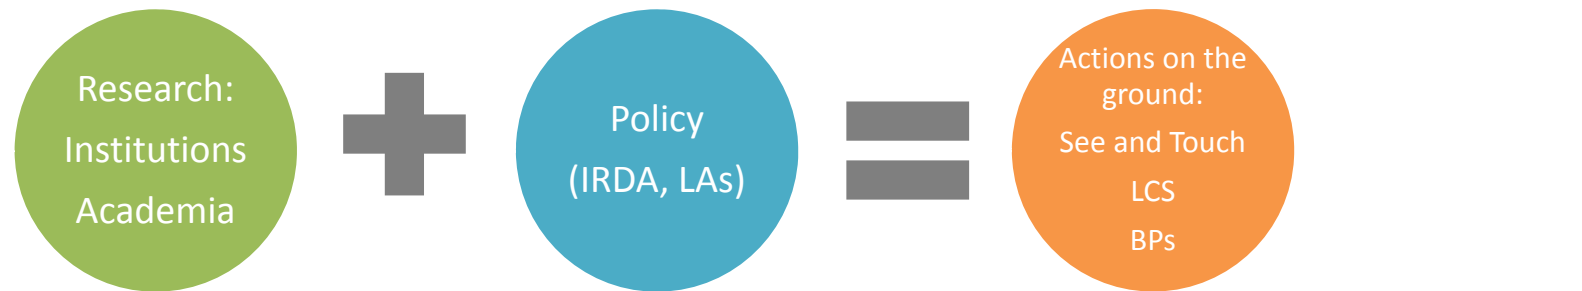 Research:
Institutions
Academia
Policy
(IRDA, LAs)
Actions on the
ground:
See and Touch
LCS
BPs